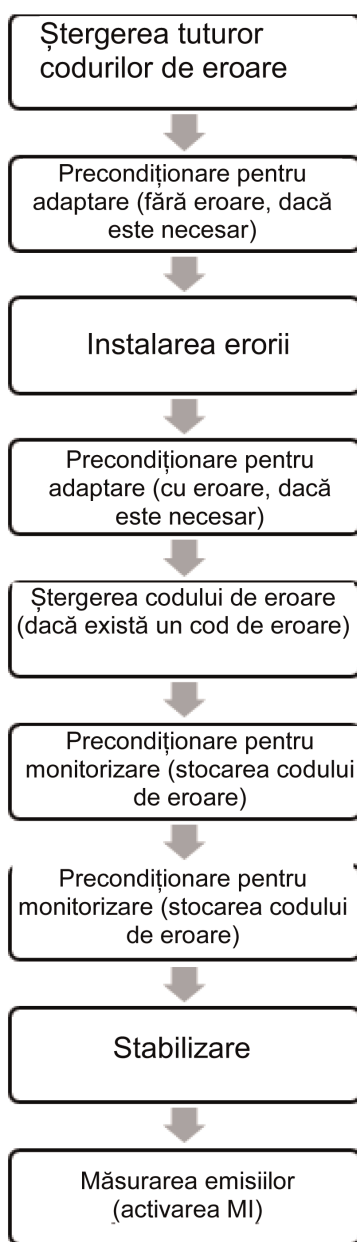 Ștergerea tuturor
codurilor de eroare
Precondiționare pentru
adaptare (fără eroare, dacă
este necesar)
Instalarea erorii
Precondiționare pentru
adaptare (cu eroare, dacă
este necesar)
Ștergerea codului de eroare
(dacă există un cod de eroare)
Precondiționare pentru
monitorizare (stocarea codului
de eroare)
Precondiționare pentru
monitorizare (stocarea codului
de eroare)
Stabilizare
Măsurarea emisiilor
(activarea MI)